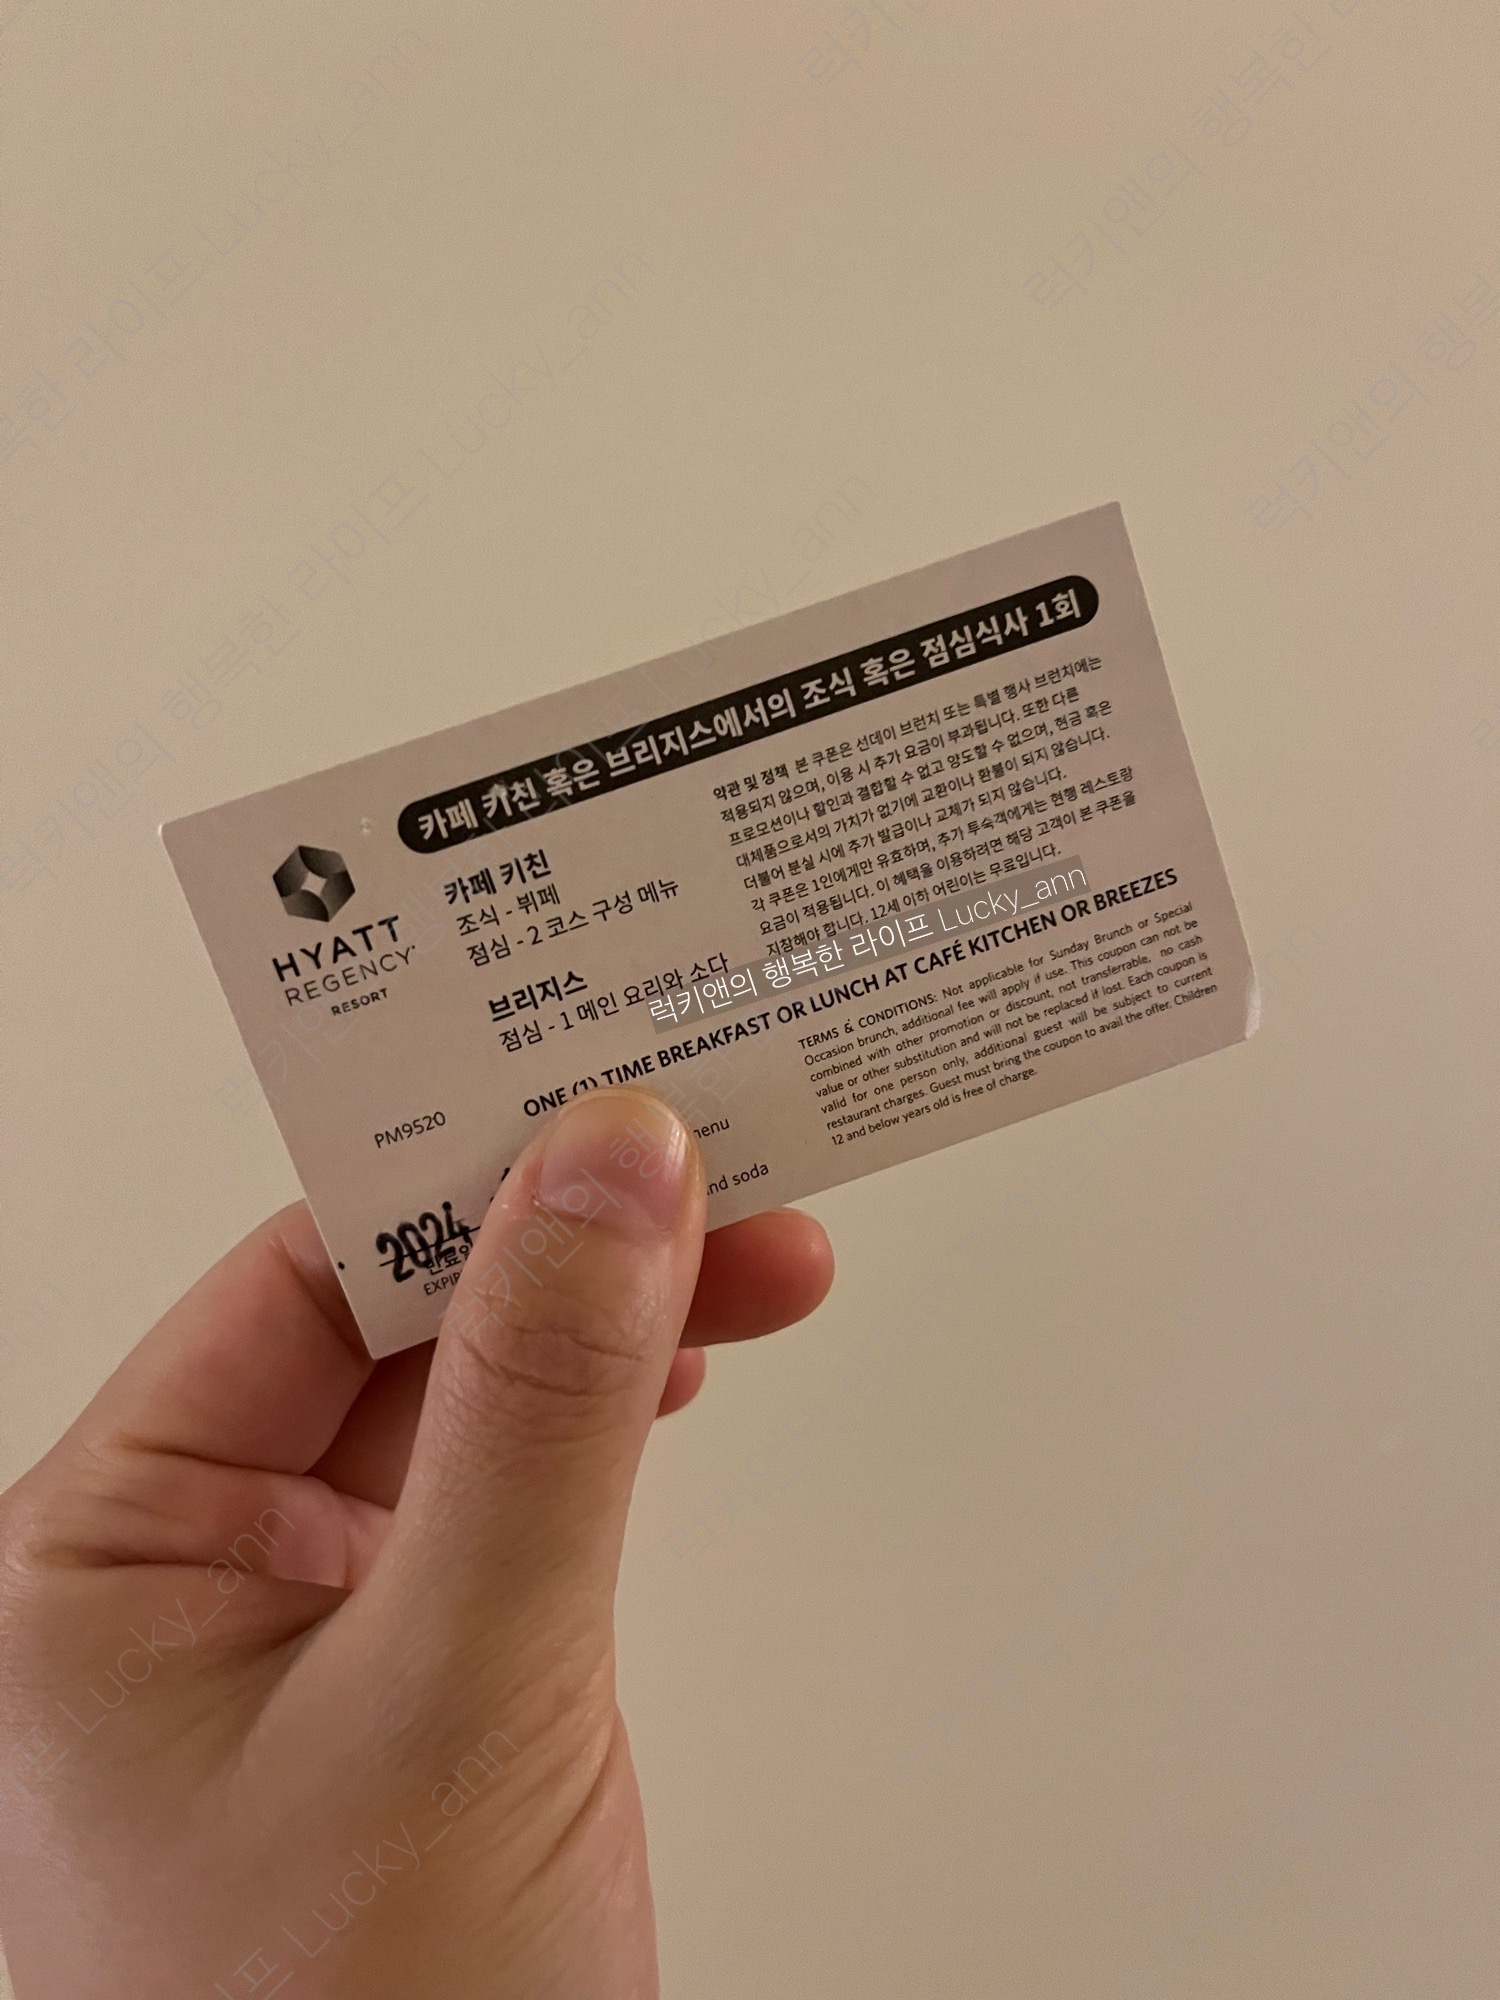 카페 키친 혹은 브리지스에서의 조식 혹은 점심식사 1회
HYATT
REGENCY
RESORT
카페 키친
조식 - 뷔페
점심 - 2 코스 구성 메뉴
브리지스
점심 - 1 메인 요리와 소다
약관 및 정책 본 쿠폰은 선데이 브런치 또는 특별 행사 브런치에는
적용되지 않으며, 이용 시 추가 요금이 부과됩니다. 또한 다른
프로모션이나 할인과 결합할 수 없고 양도할 수 없으며, 현금 혹은
대체품으로서의 가치가 없기에 교환이나 환불이 되지 않습니다.
더불어 분실 시에 추가 발급이나 교체가 되지 않습니다.
각 쿠폰은 1인에게만 유효하며, 추가 투숙객에게는 현행 레스토랑
요금이 적용됩니다. 이 혜택을 이용하려면 해당 고객이 본 쿠폰을
지참해야 합니다. 12세 이하 어린이는 무료입니다.
럭키앤의 행복한 라이프 Lucky_ann
ONE (1) TIME BREAKFAST OR LUNCH AT CAFÉ KITCHEN OR BREEZES
TERMS & CONDITIONS: Not applicable for Sunday Brunch or Special
Occasion brunch, additional fee will apply if use. This coupon can not be
combined with other promotion or discount, not transferrable, no cash
value or other substitution and will not be replaced if lost. Each coupon is
valid for one person only, additional guest will be subject to current
restaurant charges. Guest must bring the coupon to avail the offer. Children
12 and below years old is free of charge.
PM9520
menu
and soda
2024
만료일
EXPIR